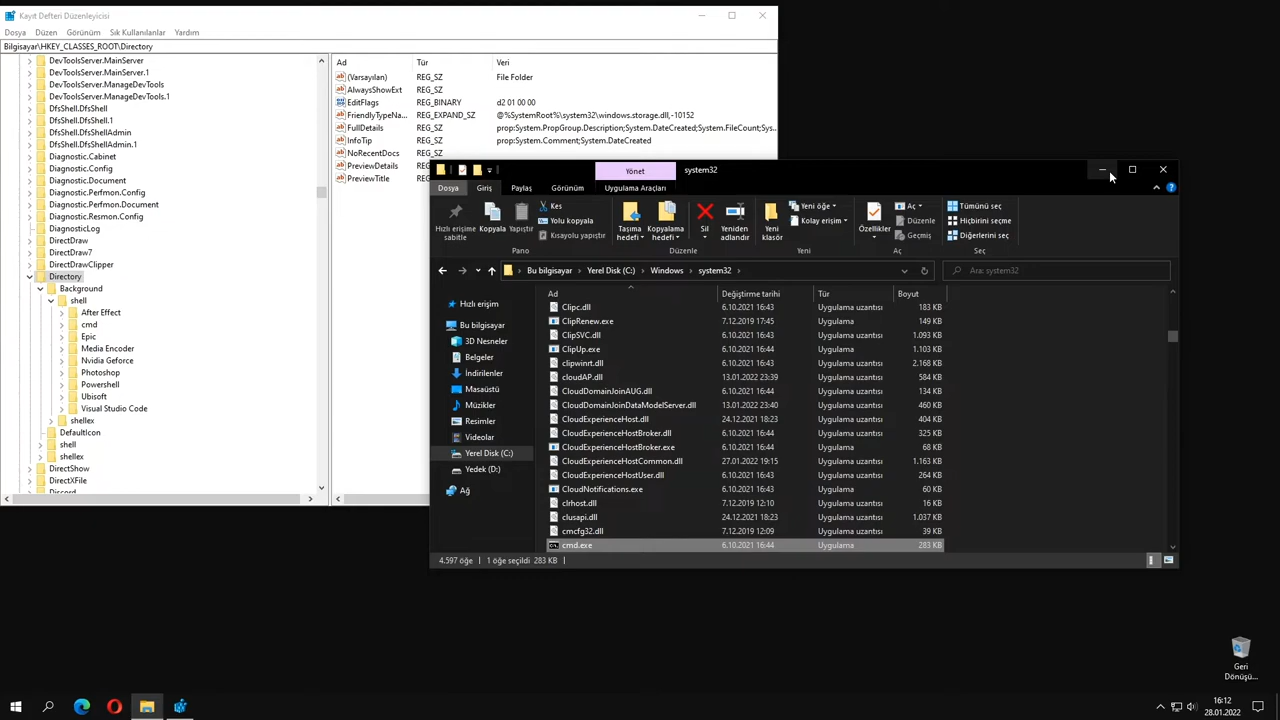 Kayıt Defteri Düzenleyicisi
Dosya Düzen Görünüm Sık Kullanılanlar Yardım
Bilgisayar\HKEY_CLASSES_ROOT\Directory
DevToolsServer.MainServer
DevToolsServer.MainServer.1
DevToolsServer.ManageDevTools
DevToolsServer.ManageDevTools.1
DfsShell.DfsShell
DfsShell.DfsShell.1
DfsShell.DfsShellAdmin
DfsShell.DfsShellAdmin.1
Diagnostic.Cabinet
Diagnostic.Config
Diagnostic.Document
Diagnostic.Perfmon.Config
Diagnostic.Perfmon.Document
Diagnostic.Resmon.Config
DiagnosticLog
DirectDraw
DirectDraw7
DirectDrawClipper
Directory
Background
shell
After Effect
cmd
Epic
Media Encoder
Nvidia Geforce
Photoshop
Powershell
Ubisoft
Visual Studio Code
shellex
DefaultIcon
shell
shellex
DirectShow
DirectXFile
Discord
Ad Tür Veri
(Varsayılan) REG_SZ File Folder
AlwaysShowExt REG_SZ
EditFlags REG_BINARY d2 01 00 00
FriendlyTypeNa... REG_EXPAND_SZ @%SystemRoot%\system32\windows.storage.dll,-10152
FullDetails REG_SZ prop:System.PropGroup.Description;System.DateCreated;System.FileCount;Sys...
InfoTip REG_SZ prop:System.Comment;System.DateCreated
NoRecentDocs REG_SZ
PreviewDetails REG
PreviewTitle REG
Yönet system32
Dosya Giriş Paylaş Görünüm Uygulama Araçları
Hızlı erişime sabitle
Kopyala
Yapıştır
Kes
Yolu kopyala
Kısayolu yapıştır
Taşıma hedefi
Kopyalama hedefi
Sil
Yeniden adlandır
Yeni klasör
Yeni öğe
Kolay erişim
Özellikler
Aç
Düzenle
Geçmiş
Tümünü seç
Hiçbirini seçme
Diğerlerini seç
Pano Düzenle Yeni Aç Seç
Bu bilgisayar Yerel Disk (C:) Windows system32
Ara: system32
Hızlı erişim
Bu bilgisayar
3D Nesneler
Belgeler
İndirilenler
Masaüstü
Müzikler
Resimler
Videolar
Yerel Disk (C:)
Yedek (D:)
Ağ
Ad Değiştirme tarihi Tür Boyut
Clipc.dll 6.10.2021 16:43 Uygulama uzantısı 183 KB
ClipRenew.exe 7.12.2019 17:45 Uygulama 149 KB
ClipSVC.dll 6.10.2021 16:43 Uygulama uzantısı 1.093 KB
ClipUp.exe 6.10.2021 16:44 Uygulama 1.103 KB
clipwinrt.dll 6.10.2021 16:43 Uygulama uzantısı 2.168 KB
cloudAP.dll 13.01.2022 23:39 Uygulama uzantısı 584 KB
CloudDomainJoinAUG.dll 6.10.2021 16:44 Uygulama uzantısı 134 KB
CloudDomainJoinDataModelServer.dll 13.01.2022 23:40 Uygulama uzantısı 460 KB
CloudExperienceHost.dll 24.12.2021 18:23 Uygulama uzantısı 404 KB
CloudExperienceHostBroker.dll 6.10.2021 16:43 Uygulama uzantısı 325 KB
CloudExperienceHostBroker.exe 6.10.2021 16:43 Uygulama 68 KB
CloudExperienceHostCommon.dll 27.01.2022 19:15 Uygulama uzantısı 1.163 KB
CloudExperienceHostUser.dll 6.10.2021 16:43 Uygulama uzantısı 264 KB
CloudNotifications.exe 6.10.2021 16:43 Uygulama 60 KB
clrhost.dll 7.12.2019 12:10 Uygulama uzantısı 16 KB
clusapi.dll 24.12.2021 18:23 Uygulama uzantısı 1.037 KB
cmcfg32.dll 7.12.2019 12:09 Uygulama uzantısı 39 KB
cmd.exe 6.10.2021 16:44 Uygulama 283 KB
4.597 öğe 1 öğe seçildi 283 KB
Geri
Dönüşü...
16:12
28.01.2022